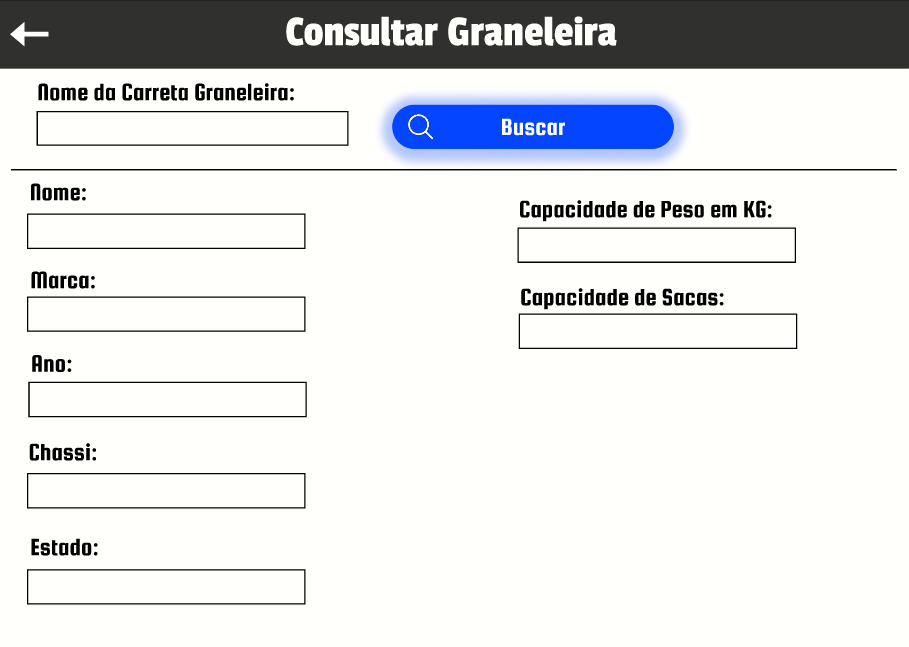 Consultar Graneleira
Nome da Carreta Graneleira:
Buscar
Nome:
Marca:
Ano:
Chassi:
Estado:
Capacidade de Peso em KG:
Capacidade de Sacas: